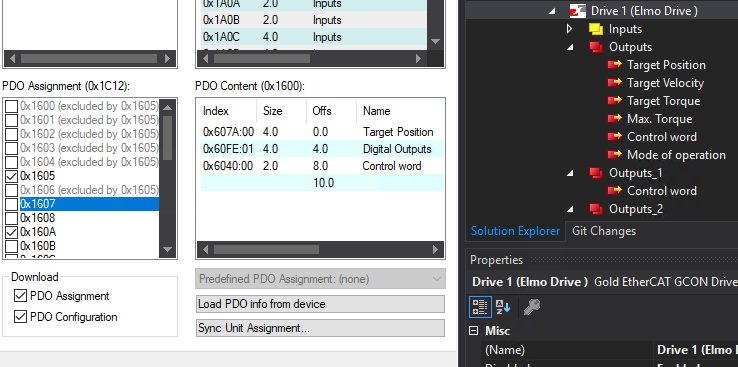 0x1A0A 2.0 Inputs
0x1A0B 2.0 Inputs
0x1A0C 4.0 Inputs
PDO Assignment (0x1C12):
0x1600 (excluded by 0x1605)
0x1601 (excluded by 0x1605)
0x1602 (excluded by 0x1605)
0x1603 (excluded by 0x1605)
0x1604 (excluded by 0x1605)
0x1605
0x1606 (excluded by 0x1605)
0x1607
0x1608
0x160A
0x160B
PDO Content (0x1600):
Index Size Offs Name
0x607A:00 4.0 0.0 Target Position
0x60FE:01 4.0 4.0 Digital Outputs
0x6040:00 2.0 8.0 Control word
10.0
Download
PDO Assignment
PDO Configuration
Predefined PDO Assignment: (none)
Load PDO info from device
Sync Unit Assignment...
Drive 1 (Elmo Drive )
Inputs
Outputs
Target Position
Target Velocity
Target Torque
Max. Torque
Control word
Mode of operation
Outputs_1
Control word
Outputs_2
Solution Explorer Git Changes
Properties
Drive 1 (Elmo Drive ) Gold EtherCAT GCON Drive
Misc
(Name) Drive 1 (Elmo D